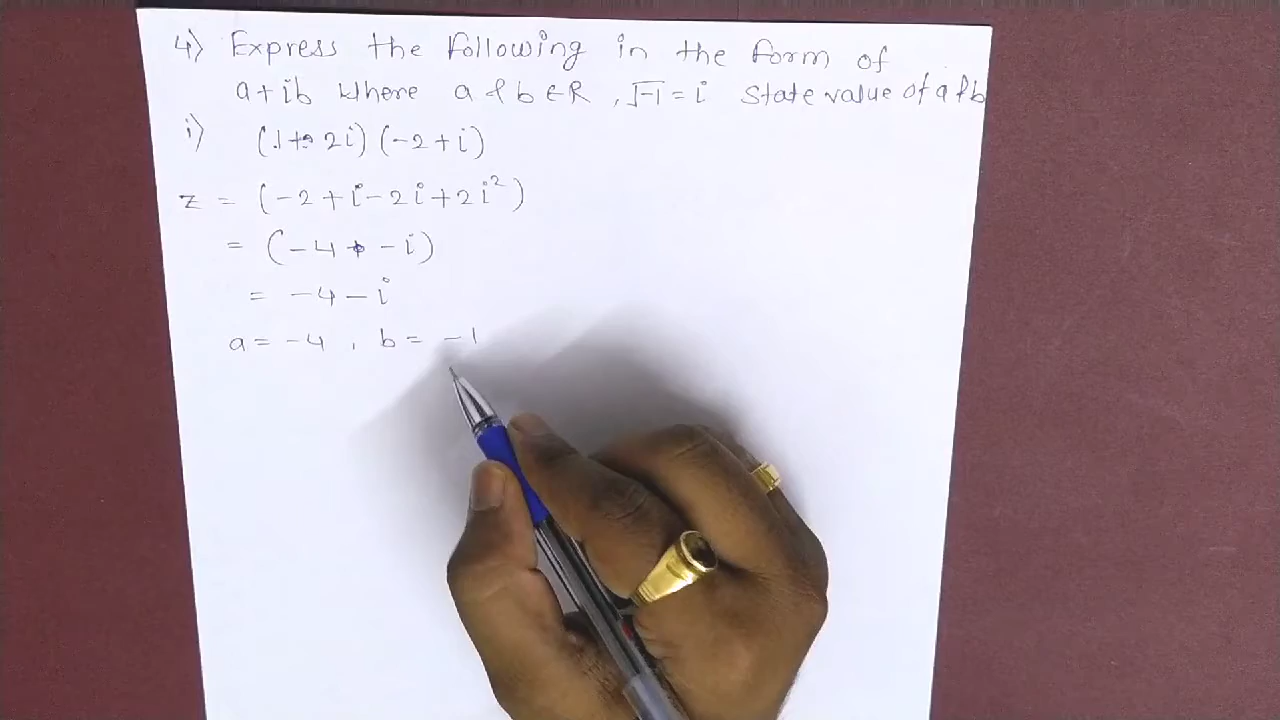 4) Express the following in the form of
a+ib where a & b ∈ R , √-1 = i State value of a & b
i) (1+2i)(-2+i)
z = (-2+i-2i+2i²)
= (-4 -i)
= -4-i
a = -4 , b = -1